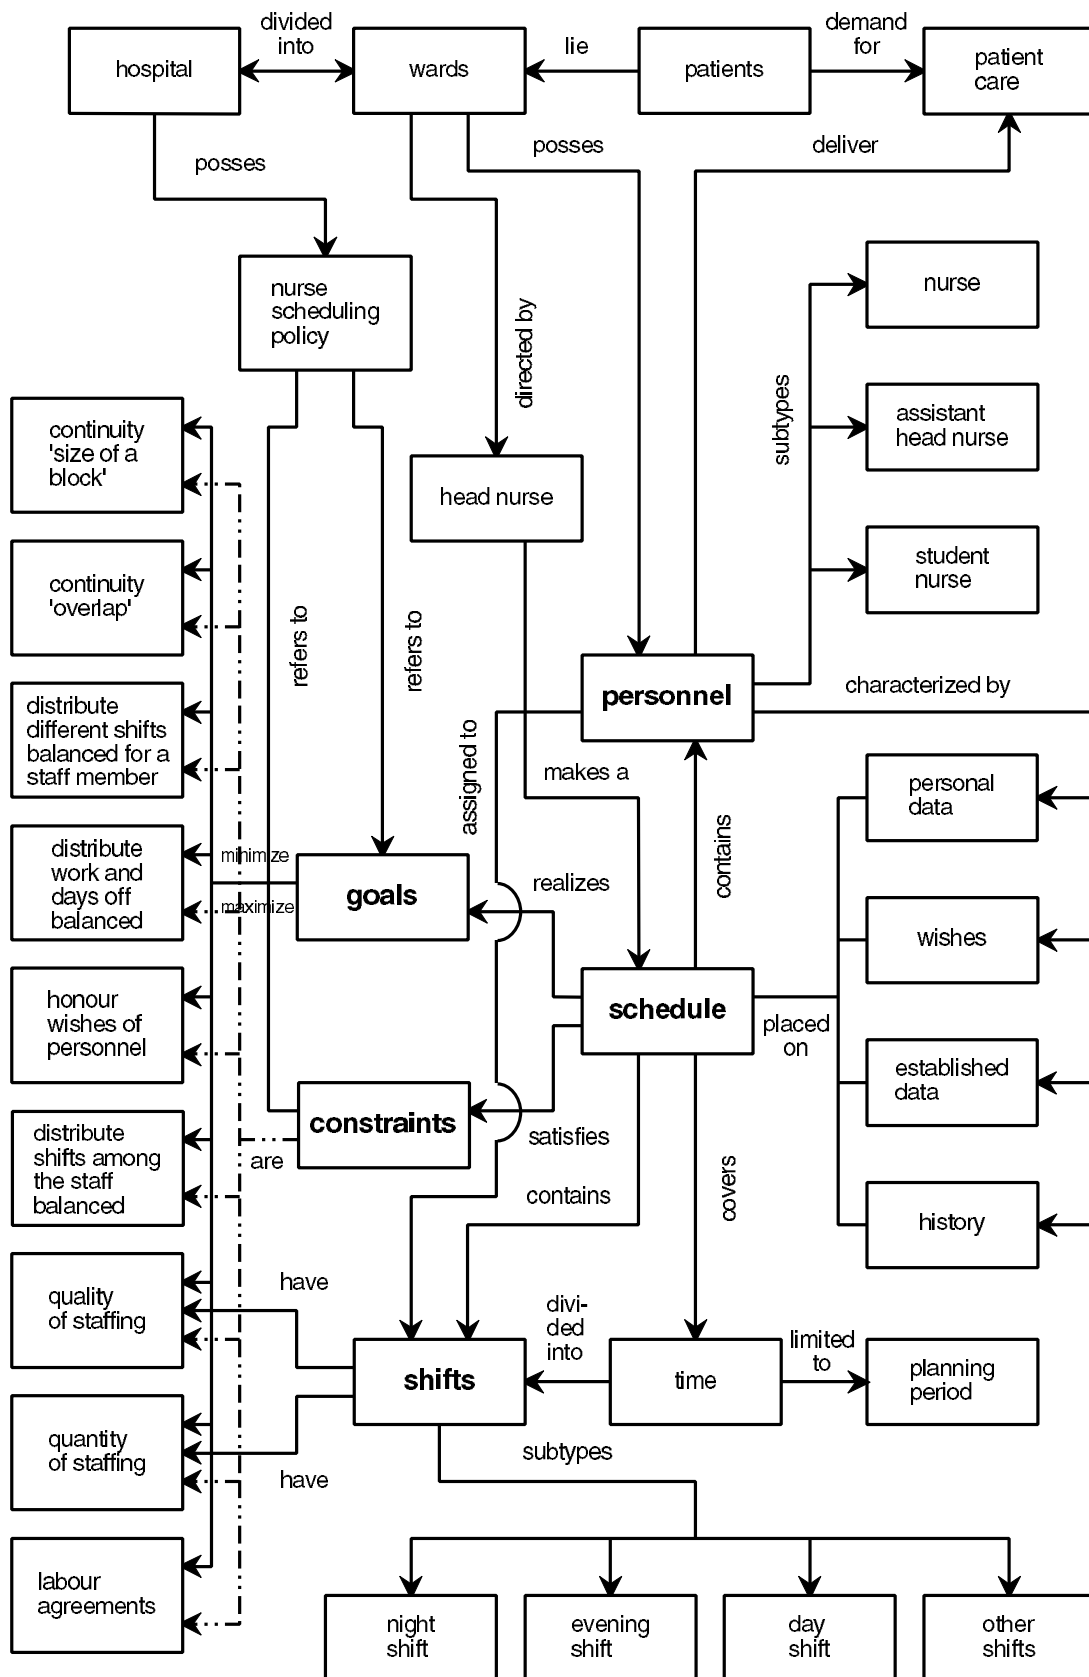 divided
into
lie
demand
for
hospital
wards
patients
patient
care
posses
posses
deliver
nurse
scheduling
policy
directed by
subtypes
nurse
assistant
head nurse
student
nurse
head nurse
continuity
'size of a
block'
continuity
'overlap'
refers to
refers to
distribute
different shifts
balanced for a
staff member
personnel
characterized by
assigned to
makes a
contains
personal
data
distribute
work and
days off
balanced
minimize
maximize
goals
realizes
wishes
honour
wishes of
personnel
schedule
placed
on
established
data
constraints
satisfies
are
distribute
shifts among
the staff
balanced
contains
covers
history
quality
of staffing
have
divi-
ded
into
limited
to
shifts
time
planning
period
quantity
of staffing
have
subtypes
labour
agreements
night
shift
evening
shift
day
shift
other
shifts